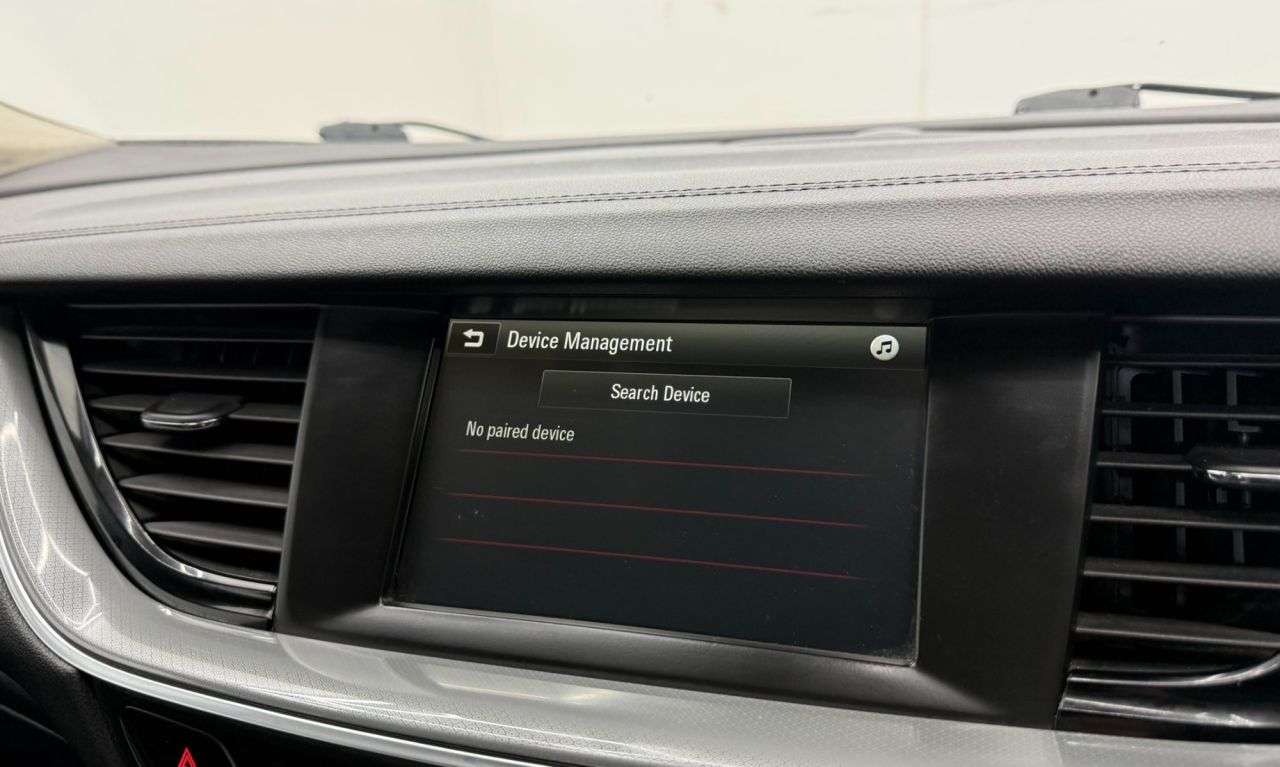 Device Management
Search Device
No paired device